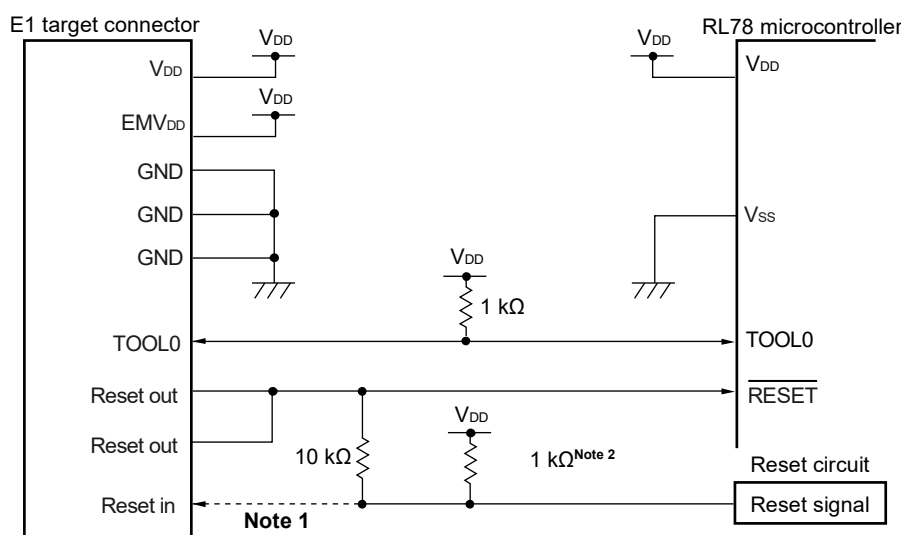 E1 target connector
RL78 microcontroller
VDD
VDD
VDD
VDD
VDD
EMVDD
GND
GND
GND
VSS
VDD
1 kΩ
TOOL0
TOOL0
Reset out
RESET
Reset out
VDD
10 kΩ
1 kΩNote 2
Reset circuit
Reset in
Note 1
Reset signal